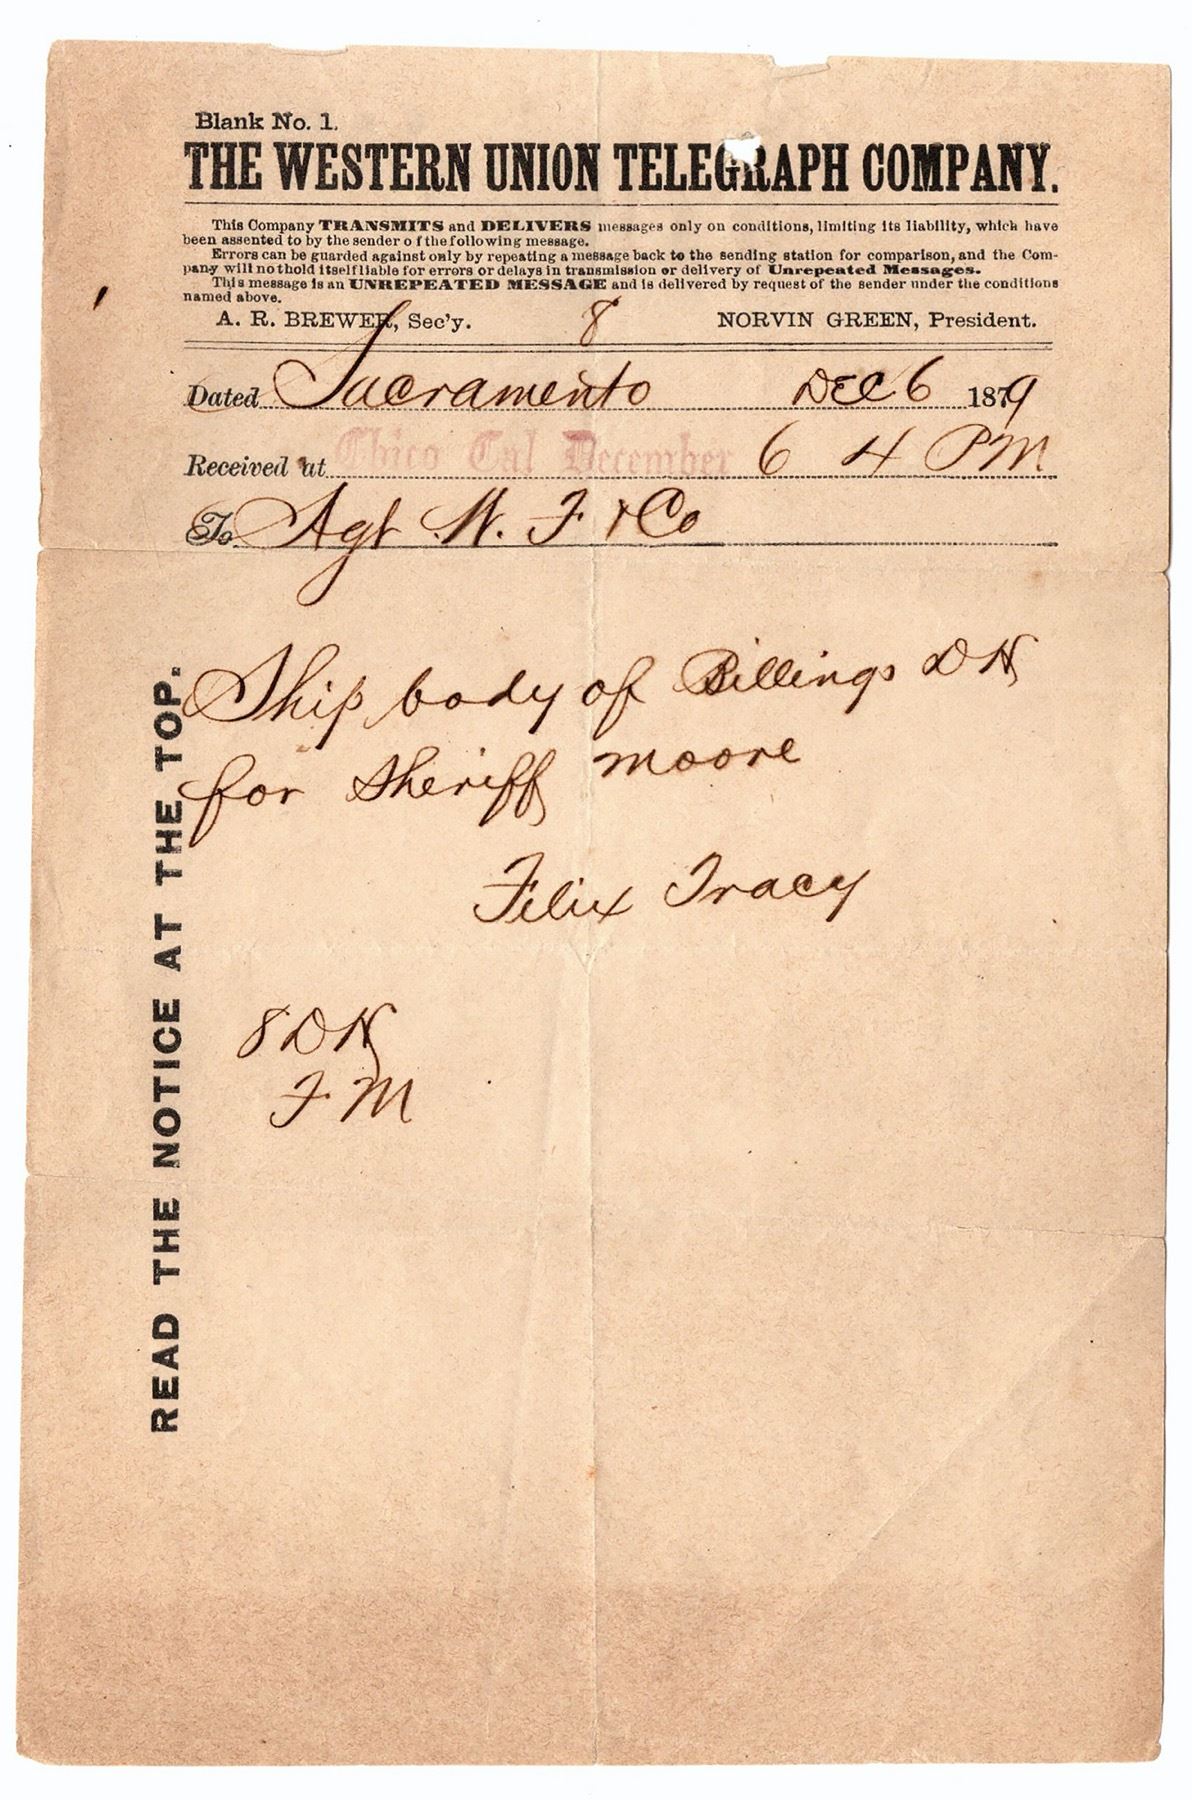 Blank No. 1.
THE WESTERN UNION TELEGRAPH COMPANY.
This Company TRANSMITS and DELIVERS messages only on conditions, limiting its liability, which have
been assented to by the sender of the following message.
Errors can be guarded against only by repeating a message back to the sending station for comparison, and the Com-
pany will not hold itself liable for errors or delays in transmission or delivery of Unrepeated Messages.
This message is an UNREPEATED MESSAGE and is delivered by request of the sender under the conditions
named above.
A. R. BREWER, Sec'y. 8 NORVIN GREEN, President.
Dated Sacramento Dec 6 1879
Received at Chico Cal December 6 4 PM
To Agt W. F & Co
Ship body of Billings DH
for Sheriff Moore
Felix Tracy
8 DH
FM
READ THE NOTICE AT THE TOP.